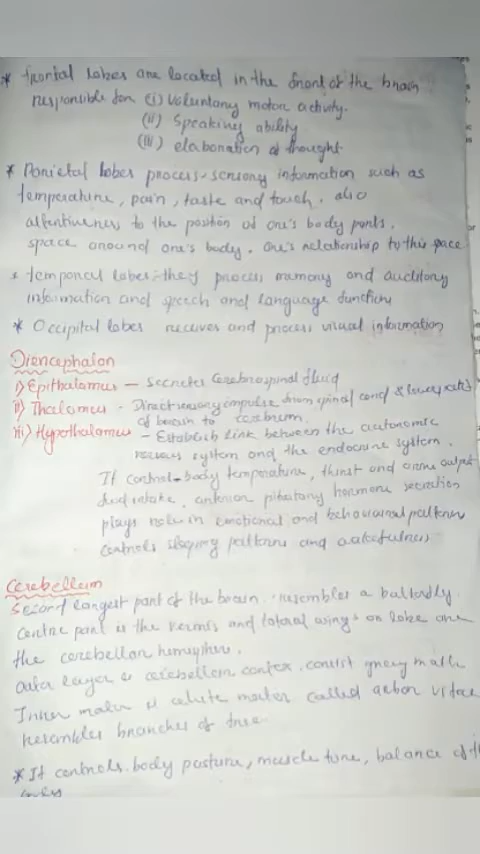 * frontal lobes are located in the front of the brain
responsible for (i) Voluntary motor activity.
(ii) Speaking ability
(iii) elaboration of thought.
* Parietal lobes process sensory information such as
temperature, pain, taste and touch, also
attentiveness to the position of one's body parts,
space around one's body, one's relationship to this pace
* temporal lobes:- they process memory and auditory
information and speech and language functions
* Occipital lobes receives and process visual information
Diencephalon
i) Epithalamus - secretes cerebrospinal fluid
ii) Thalamus - Direct sensory impulse from spinal cord & lower parts
of brain to cerebrum.
iii) Hypothalamus - Establish link between the autonomic
nervous system and the endocrine system.
It control body temperature, thirst and urine output
fluid intake, anterior pituitary hormone secretion
plays role in emotional and behavioural patterns
controls sleeping patterns and wakefulness
Cerebellum
Second largest part of the brain. resembles a butterfly.
Centre part is the vermis and lateral wings on lobe are
the cerebellar hemisphere.
Outer layer is cerebellum cortex, consist grey matter
Inner matter is white matter called arbor vitae
resembles branches of tree.
* It controls body posture, muscle tone, balance of
body